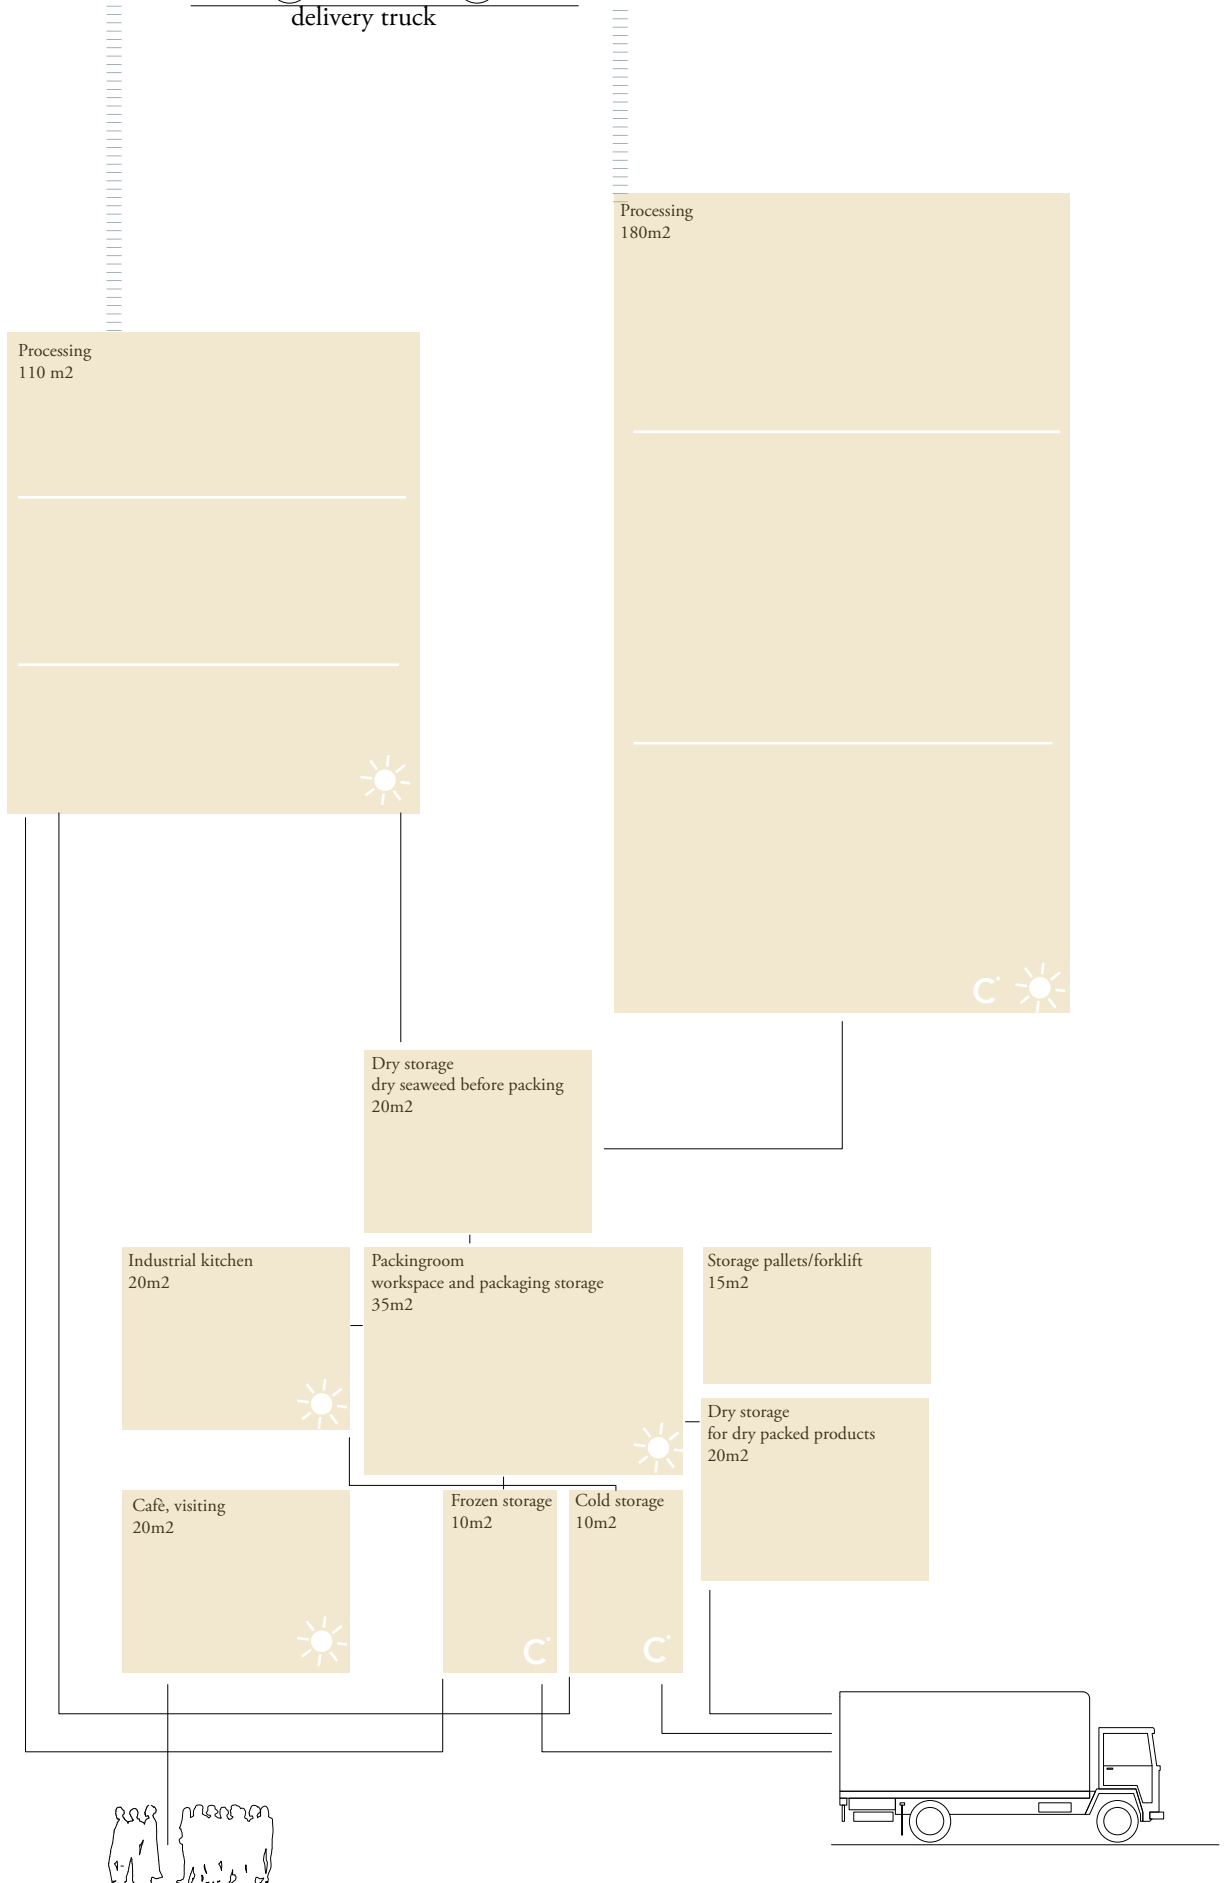 delivery truck
Processing
180m2
Processing
110 m2
Dry storage
dry seaweed before packing
20m2
Industrial kitchen
20m2
Packingroom
workspace and packaging storage
35m2
Storage pallets/forklift
15m2
Dry storage
for dry packed products
20m2
Cafè, visiting
20m2
Frozen storage
10m2
Cold storage
10m2
C°
C°
C°